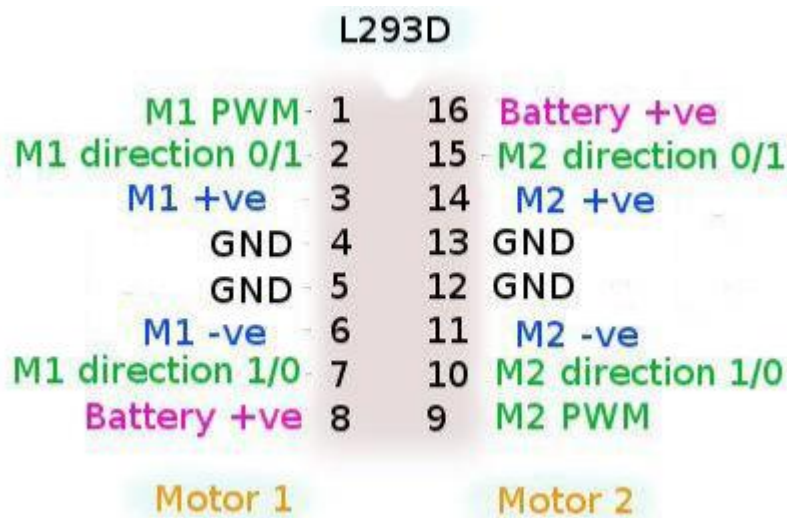 L293D
M1 PWM 1 16 Battery +ve
M1 direction 0/1 2 15 M2 direction 0/1
M1 +ve 3 14 M2 +ve
GND 4 13 GND
GND 5 12 GND
M1 -ve 6 11 M2 -ve
M1 direction 1/0 7 10 M2 direction 1/0
Battery +ve 8 9 M2 PWM
Motor 1 Motor 2